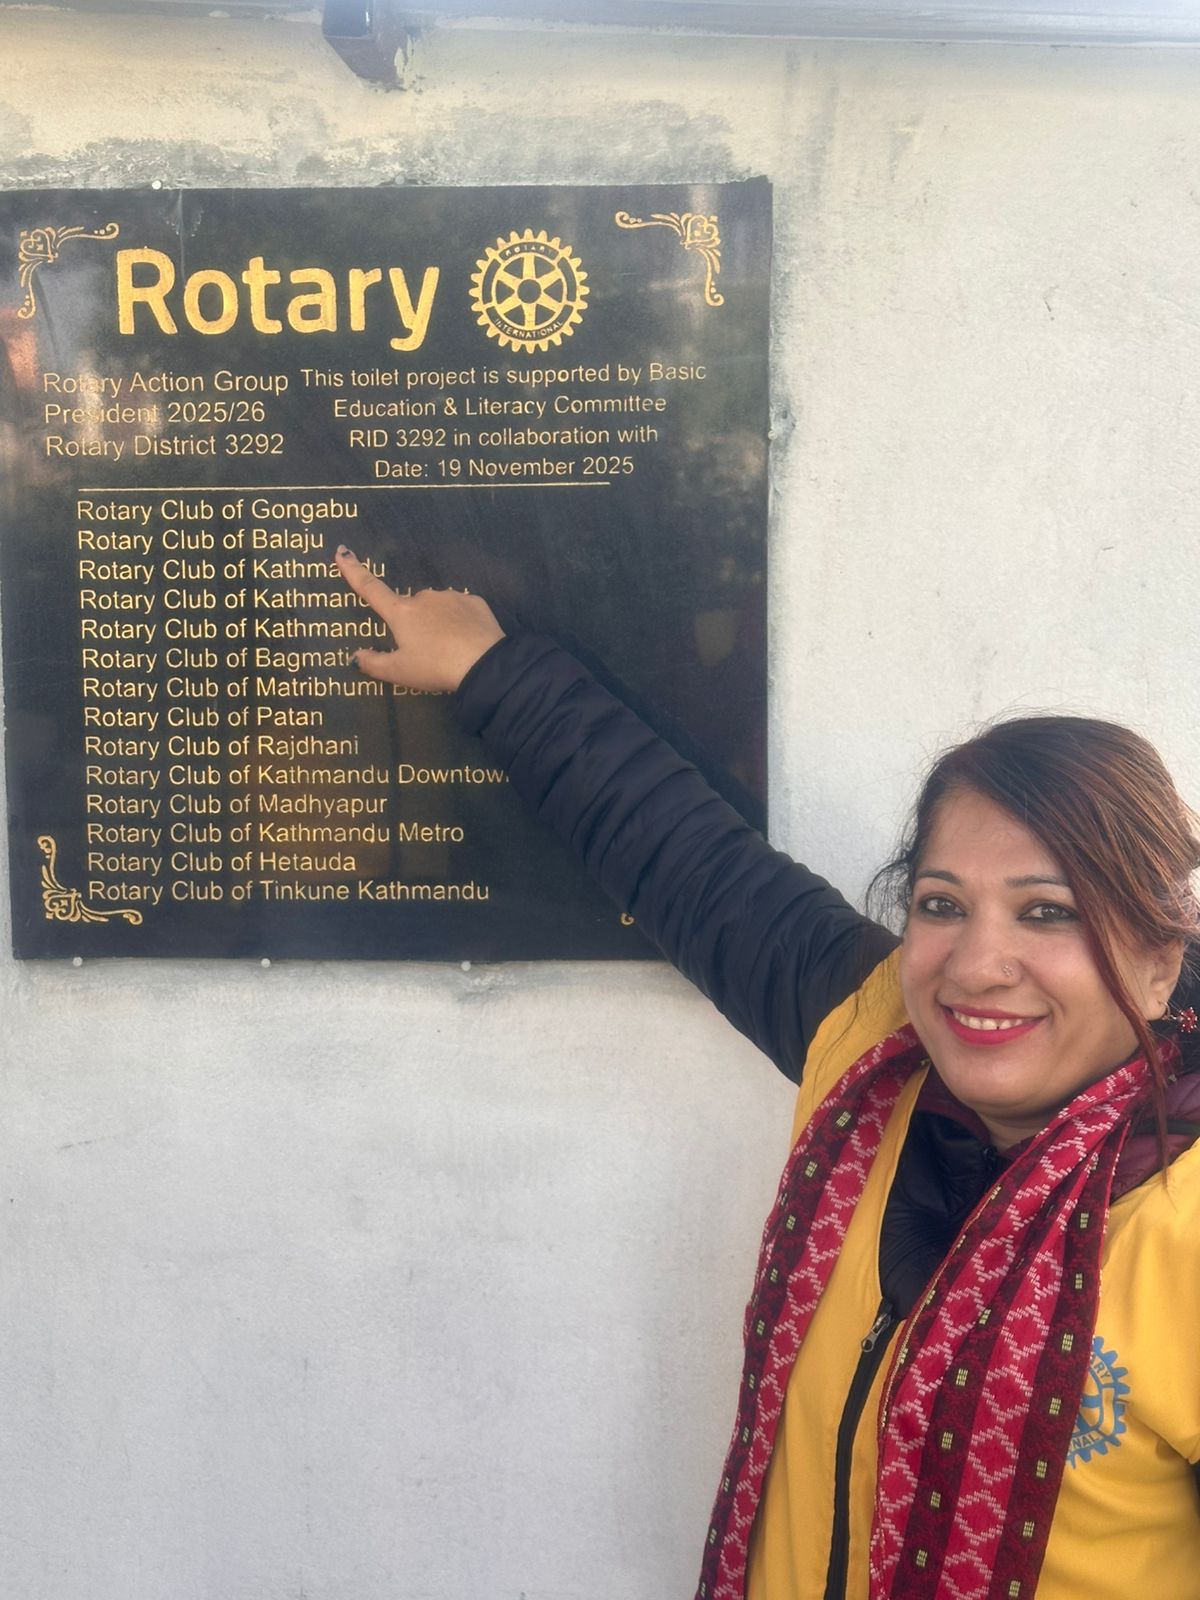 Rotary
ROTARY
INTERNATIONAL
Rotary Action Group
President 2025/26
Rotary District 3292
This toilet project is supported by Basic
Education & Literacy Committee
RID 3292 in collaboration with
Date: 19 November 2025
Rotary Club of Gongabu
Rotary Club of Balaju
Rotary Club of Kathmandu
Rotary Club of Kathmandu
Rotary Club of Kathmandu
Rotary Club of Bagmati
Rotary Club of Matribhumi
Rotary Club of Patan
Rotary Club of Rajdhani
Rotary Club of Kathmandu Downtown
Rotary Club of Madhyapur
Rotary Club of Kathmandu Metro
Rotary Club of Hetauda
Rotary Club of Tinkune Kathmandu